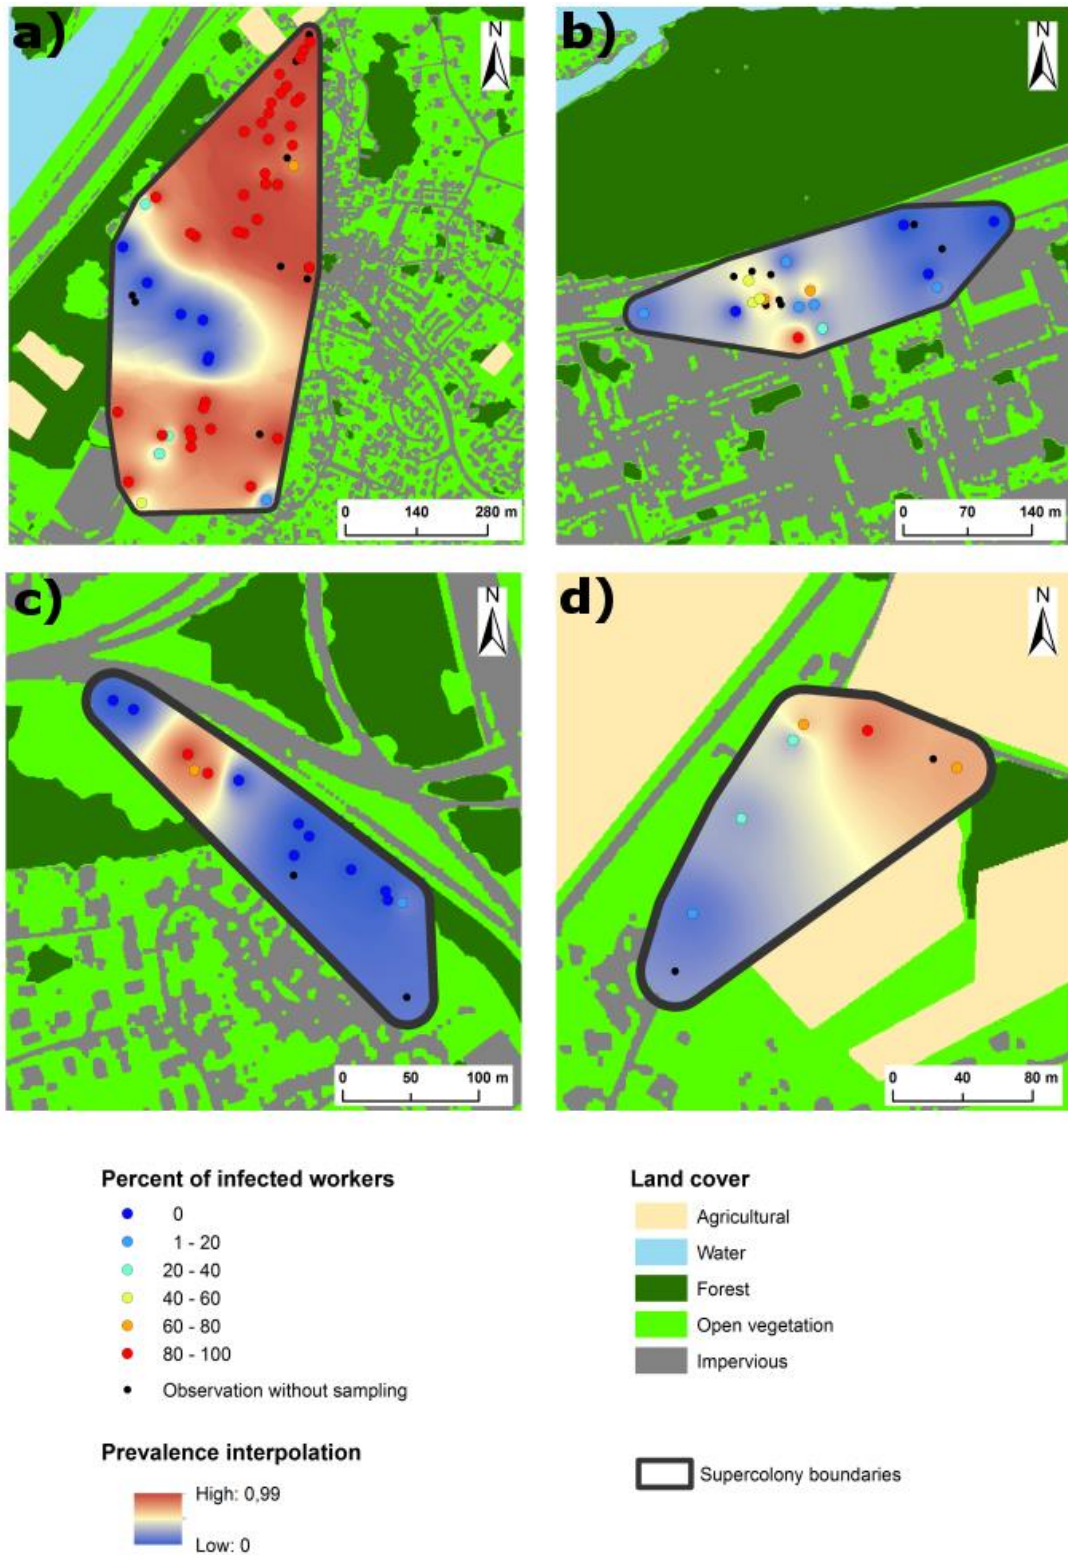 a)
N
0 140 280 m
b)
N
0 70 140 m
c)
N
0 50 100 m
d)
N
0 40 80 m
Percent of infected workers
0
1 - 20
20 - 40
40 - 60
60 - 80
80 - 100
Observation without sampling
Prevalence interpolation
High: 0,99
Low: 0
Land cover
Agricultural
Water
Forest
Open vegetation
Impervious
Supercolony boundaries